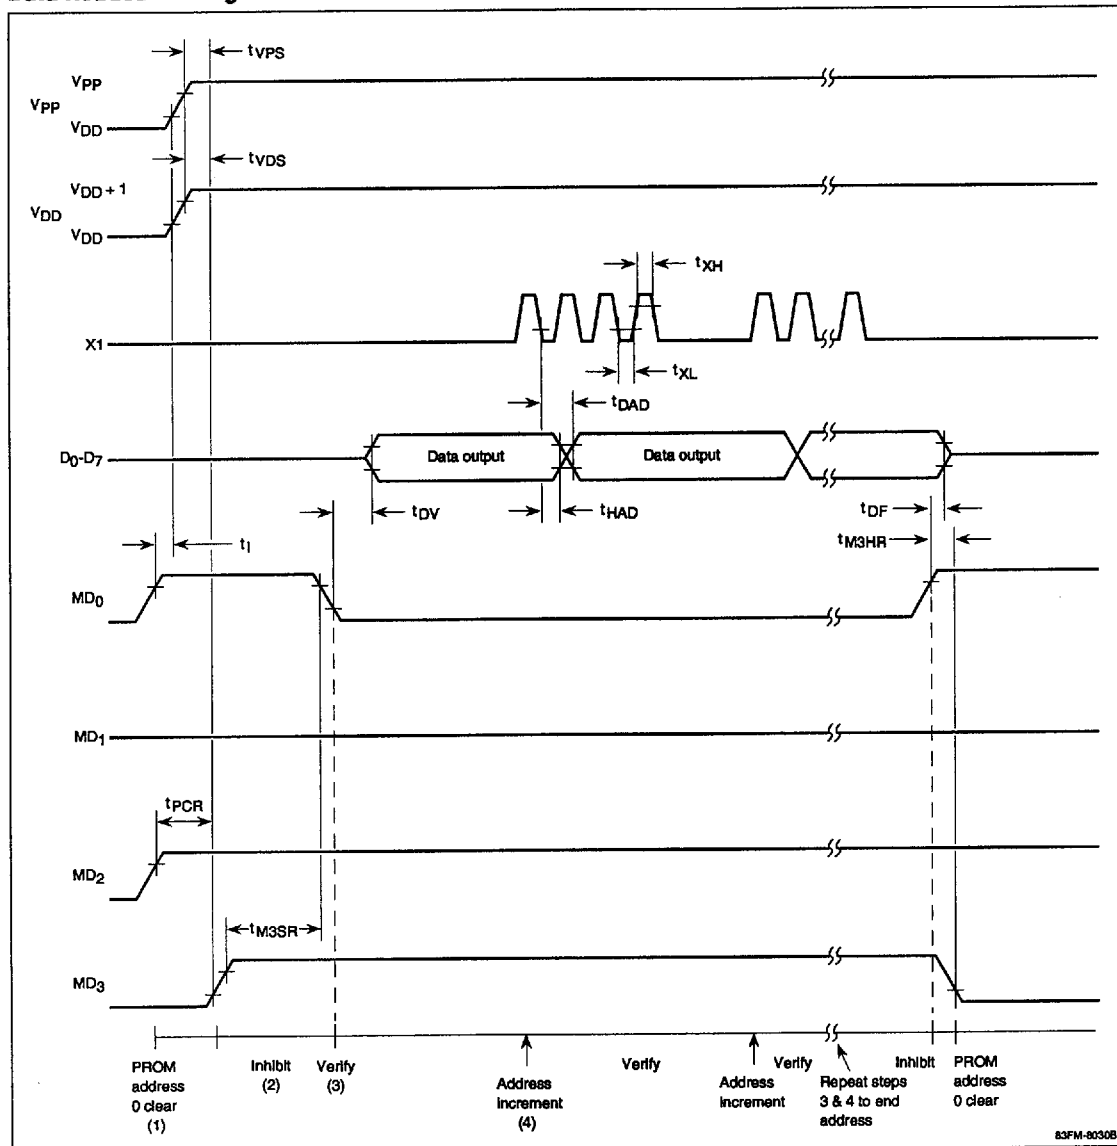 tVPS
VPP
VPP
VDD
tVDS
VDD + 1
VDD
VDD
tXH
X1
tXL
tDAD
D0-D7
Data output
Data output
tDV
tHAD
tDF
tI
tM3HR
MD0
MD1
tPCR
MD2
tM3SR
MD3
PROM
address
0 clear
(1)
Inhibit
(2)
Verify
(3)
Address
increment
(4)
Verify
Address
increment
Verify
Repeat steps
3 & 4 to end
address
Inhibit
PROM
address
0 clear
83FM-8030B